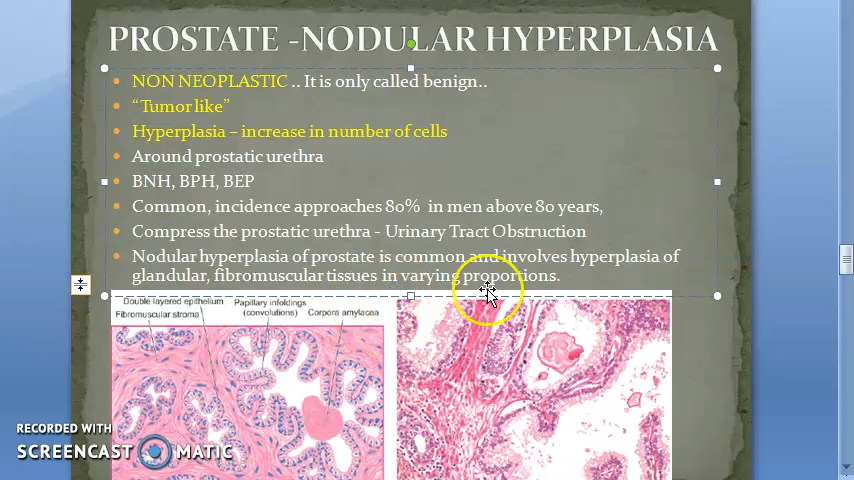 PROSTATE -NODULAR HYPERPLASIA
NON NEOPLASTIC .. It is only called benign..
“Tumor like”
Hyperplasia – increase in number of cells
Around prostatic urethra
BNH, BPH, BEP
Common, incidence approaches 80% in men above 80 years,
Compress the prostatic urethra - Urinary Tract Obstruction
Nodular hyperplasia of prostate is common and involves hyperplasia of
glandular, fibromuscular tissues in varying proportions.
Double layered epithelium
Papillary infoldings
(convolutions)
Fibromuscular stroma
Corpora amylacea
RECORDED WITH
SCREENCAST MATIC